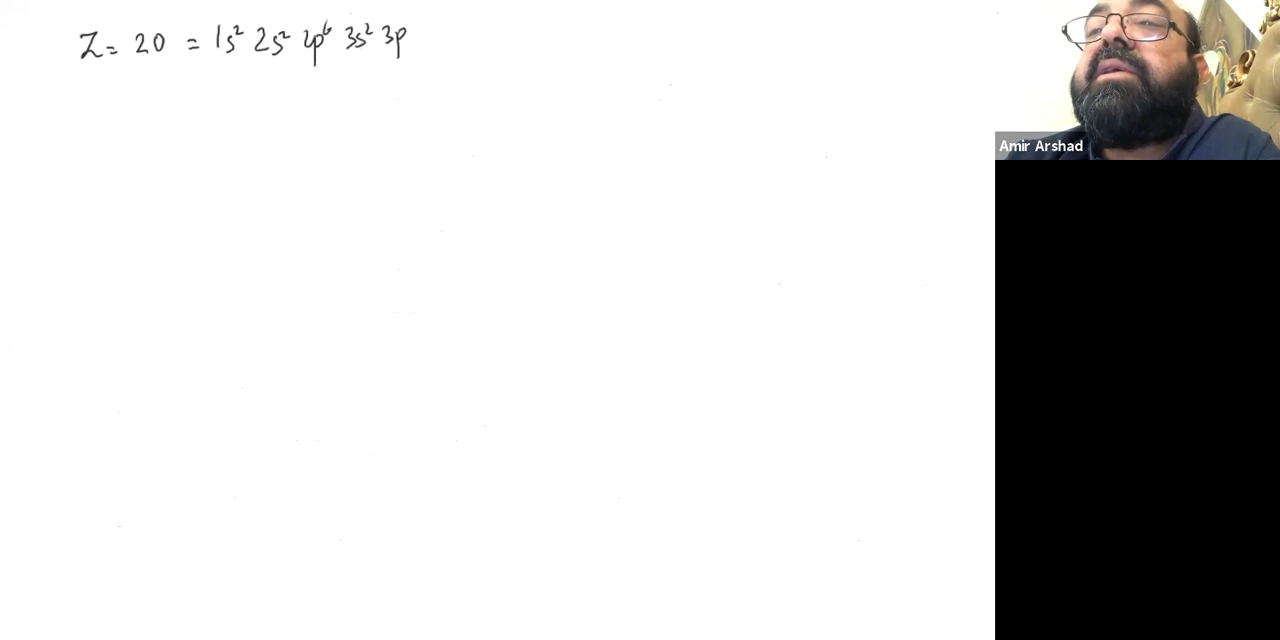 Z = 20 = 1s² 2s² 2p⁶ 3s² 3p
Amir Arshad